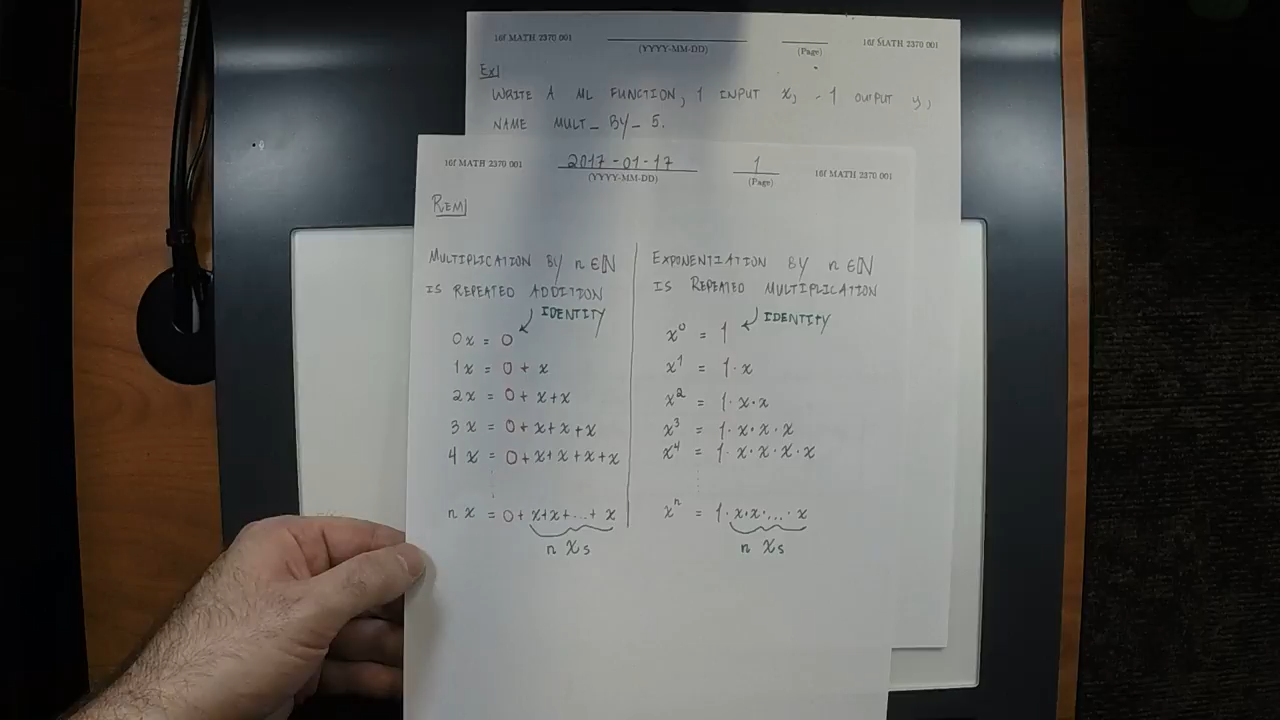 16f MATH 2370 001 (YYYY-MM-DD) (Page) 16f MATH 2370 001
Ex
WRITE A ML FUNCTION, 1 INPUT x, - 1 OUTPUT y,
NAME MULT_BY_5.
16f MATH 2370 001 2017-01-17 1 16f MATH 2370 001
(YYYY-MM-DD) (Page)
REM
MULTIPLICATION BY n ∈ ℕ
IS REPEATED ADDITION
IDENTITY
0x = 0
1x = 0 + x
2x = 0 + x+x
3x = 0 + x+x+x
4x = 0+x+x+x+x
nx = 0+ x+x+...+ x
n xs
EXPONENTIATION BY n ∈ ℕ
IS REPEATED MULTIPLICATION
IDENTITY
x⁰ = 1
x¹ = 1·x
x² = 1·x·x
x³ = 1·x·x·x
x⁴ = 1·x·x·x·x
xⁿ = 1·x·x·...·x
n xs